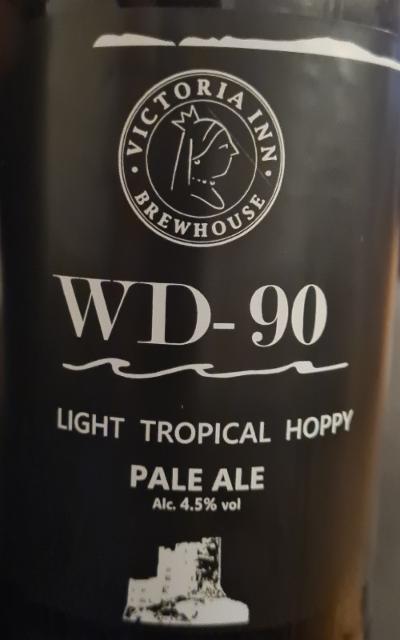 VICTORIA INN
BREWHOUSE
WD-90
LIGHT TROPICAL HOPPY
PALE ALE
Alc. 4.5% vol